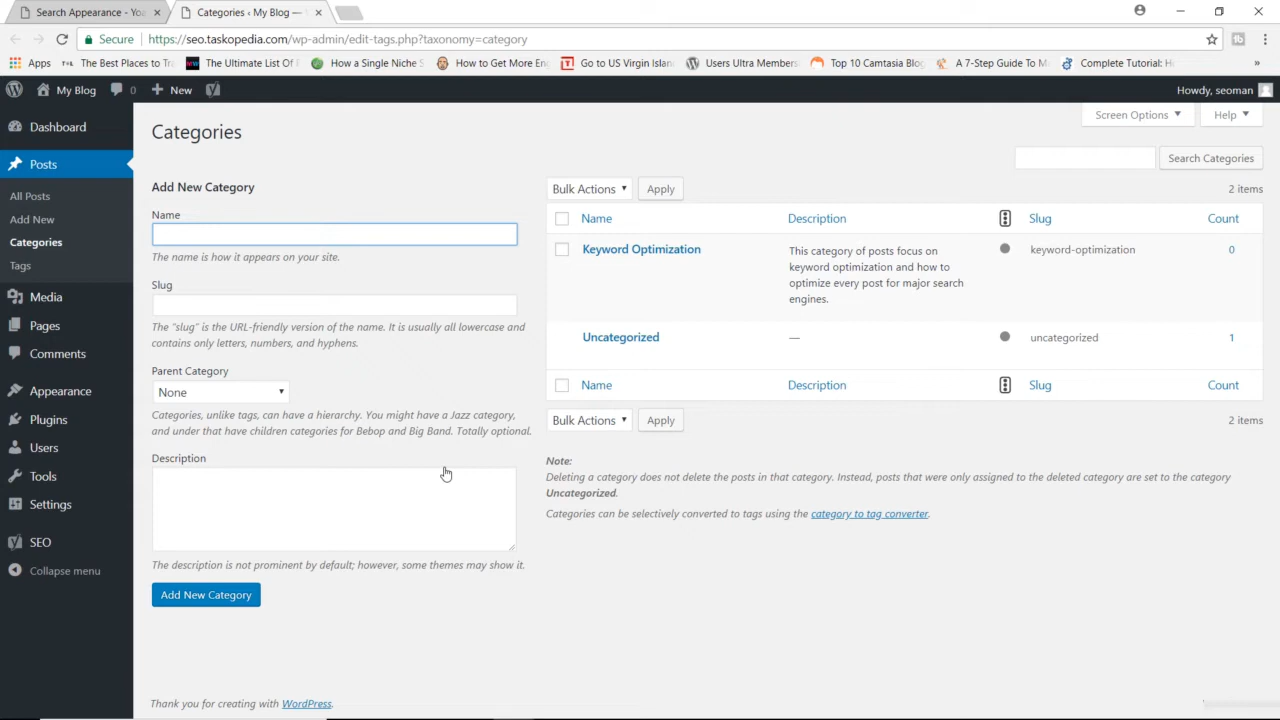 Search Appearance - Yoa
Categories ‹ My Blog —
Secure
https://seo.taskopedia.com/wp-admin/edit-tags.php?taxonomy=category
Apps
The Best Places to Tr
The Ultimate List Of
How a Single Niche S
How to Get More En
Go to US Virgin Islan
Users Ultra Members
Top 10 Camtasia Blog
A 7-Step Guide To M
Complete Tutorial: H
»
My Blog
0
New
Howdy, seoman
Dashboard
Posts
All Posts
Add New
Categories
Tags
Media
Pages
Comments
Appearance
Plugins
Users
Tools
Settings
SEO
Collapse menu
Screen Options
Help
Categories
Search Categories
Add New Category
Name
The name is how it appears on your site.
Slug
The “slug” is the URL-friendly version of the name. It is usually all lowercase and
contains only letters, numbers, and hyphens.
Parent Category
None
Categories, unlike tags, can have a hierarchy. You might have a Jazz category,
and under that have children categories for Bebop and Big Band. Totally optional.
Description
The description is not prominent by default; however, some themes may show it.
Add New Category
Bulk Actions
Apply
2 items
Name Description Slug Count
Keyword Optimization
This category of posts focus on
keyword optimization and how to
optimize every post for major search
engines.
keyword-optimization
0
Uncategorized — uncategorized 1
Name Description Slug Count
Bulk Actions
Apply
2 items
Note:
Deleting a category does not delete the posts in that category. Instead, posts that were only assigned to the deleted category are set to the category
Uncategorized.
Categories can be selectively converted to tags using the category to tag converter.
Thank you for creating with WordPress.